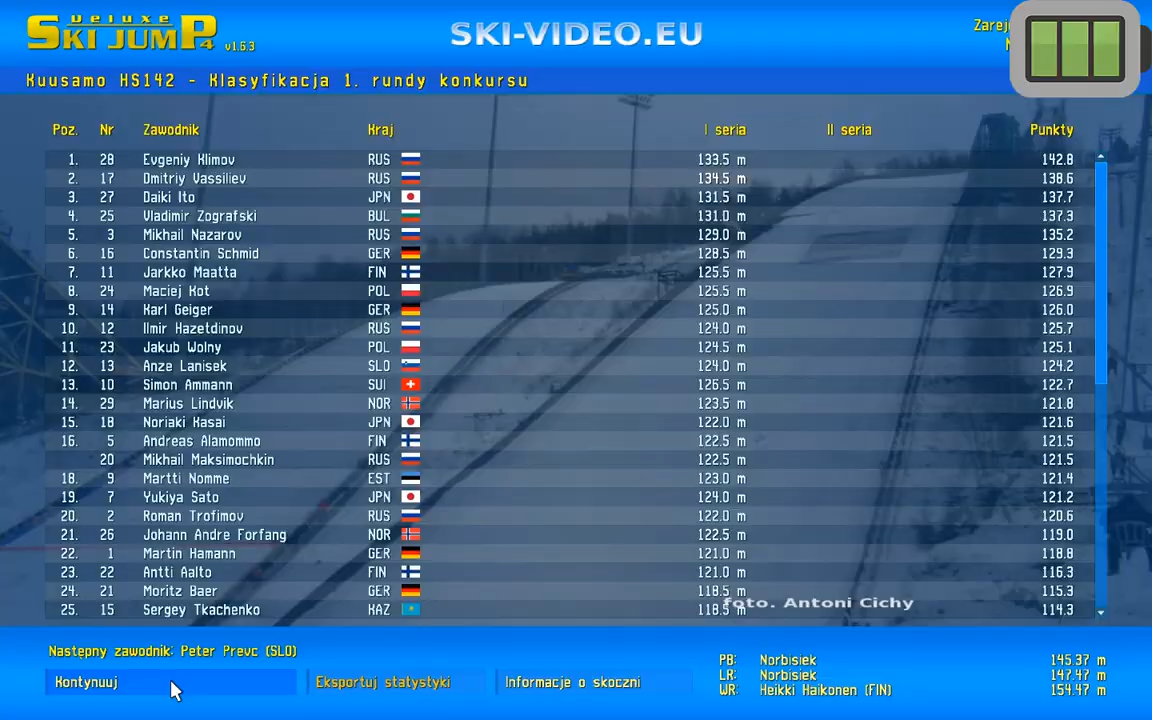 Deluxe
SKI JUMP 4 v1.6.3
SKI-VIDEO.EU
Kuusamo HS142 - Klasyfikacja 1. rundy konkursu
Poz. Nr Zawodnik Kraj I seria II seria Punkty
1. 28 Evgeniy Klimov RUS 133.5 m 142.8
2. 17 Dmitriy Vassiliev RUS 134.5 m 138.6
3. 27 Daiki Ito JPN 131.5 m 137.7
4. 25 Vladimir Zografski BUL 131.0 m 137.3
5. 3 Mikhail Nazarov RUS 129.0 m 135.2
6. 16 Constantin Schmid GER 128.5 m 129.3
7. 11 Jarkko Maatta FIN 125.5 m 127.9
8. 24 Maciej Kot POL 125.5 m 126.9
9. 14 Karl Geiger GER 125.0 m 126.0
10. 12 Ilmir Hazetdinov RUS 124.0 m 125.7
11. 23 Jakub Wolny POL 124.5 m 125.1
12. 13 Anze Lanisek SLO 124.0 m 124.2
13. 10 Simon Ammann SUI 126.5 m 122.7
14. 29 Marius Lindvik NOR 123.5 m 121.8
15. 18 Noriaki Kasai JPN 122.0 m 121.6
16. 5 Andreas Alamommo FIN 122.5 m 121.5
20 Mikhail Maksimochkin RUS 122.5 m 121.5
18. 9 Martti Nomme EST 123.0 m 121.4
19. 7 Yukiya Sato JPN 124.0 m 121.2
20. 2 Roman Trofimov RUS 122.0 m 120.6
21. 26 Johann Andre Forfang NOR 122.5 m 119.0
22. 1 Martin Hamann GER 121.0 m 118.8
23. 22 Antti Aalto FIN 121.0 m 116.3
24. 21 Moritz Baer GER 118.5 m 115.3
25. 15 Sergey Tkachenko KAZ 118.5 m 114.3
foto. Antoni Cichy
Następny zawodnik: Peter Prevc (SLO)
Kontynuuj Eksportuj statystyki Informacje o skoczni
PB: Norbisiek 145.37 m
LR: Norbisiek 147.47 m
WR: Heikki Haikonen (FIN) 154.47 m